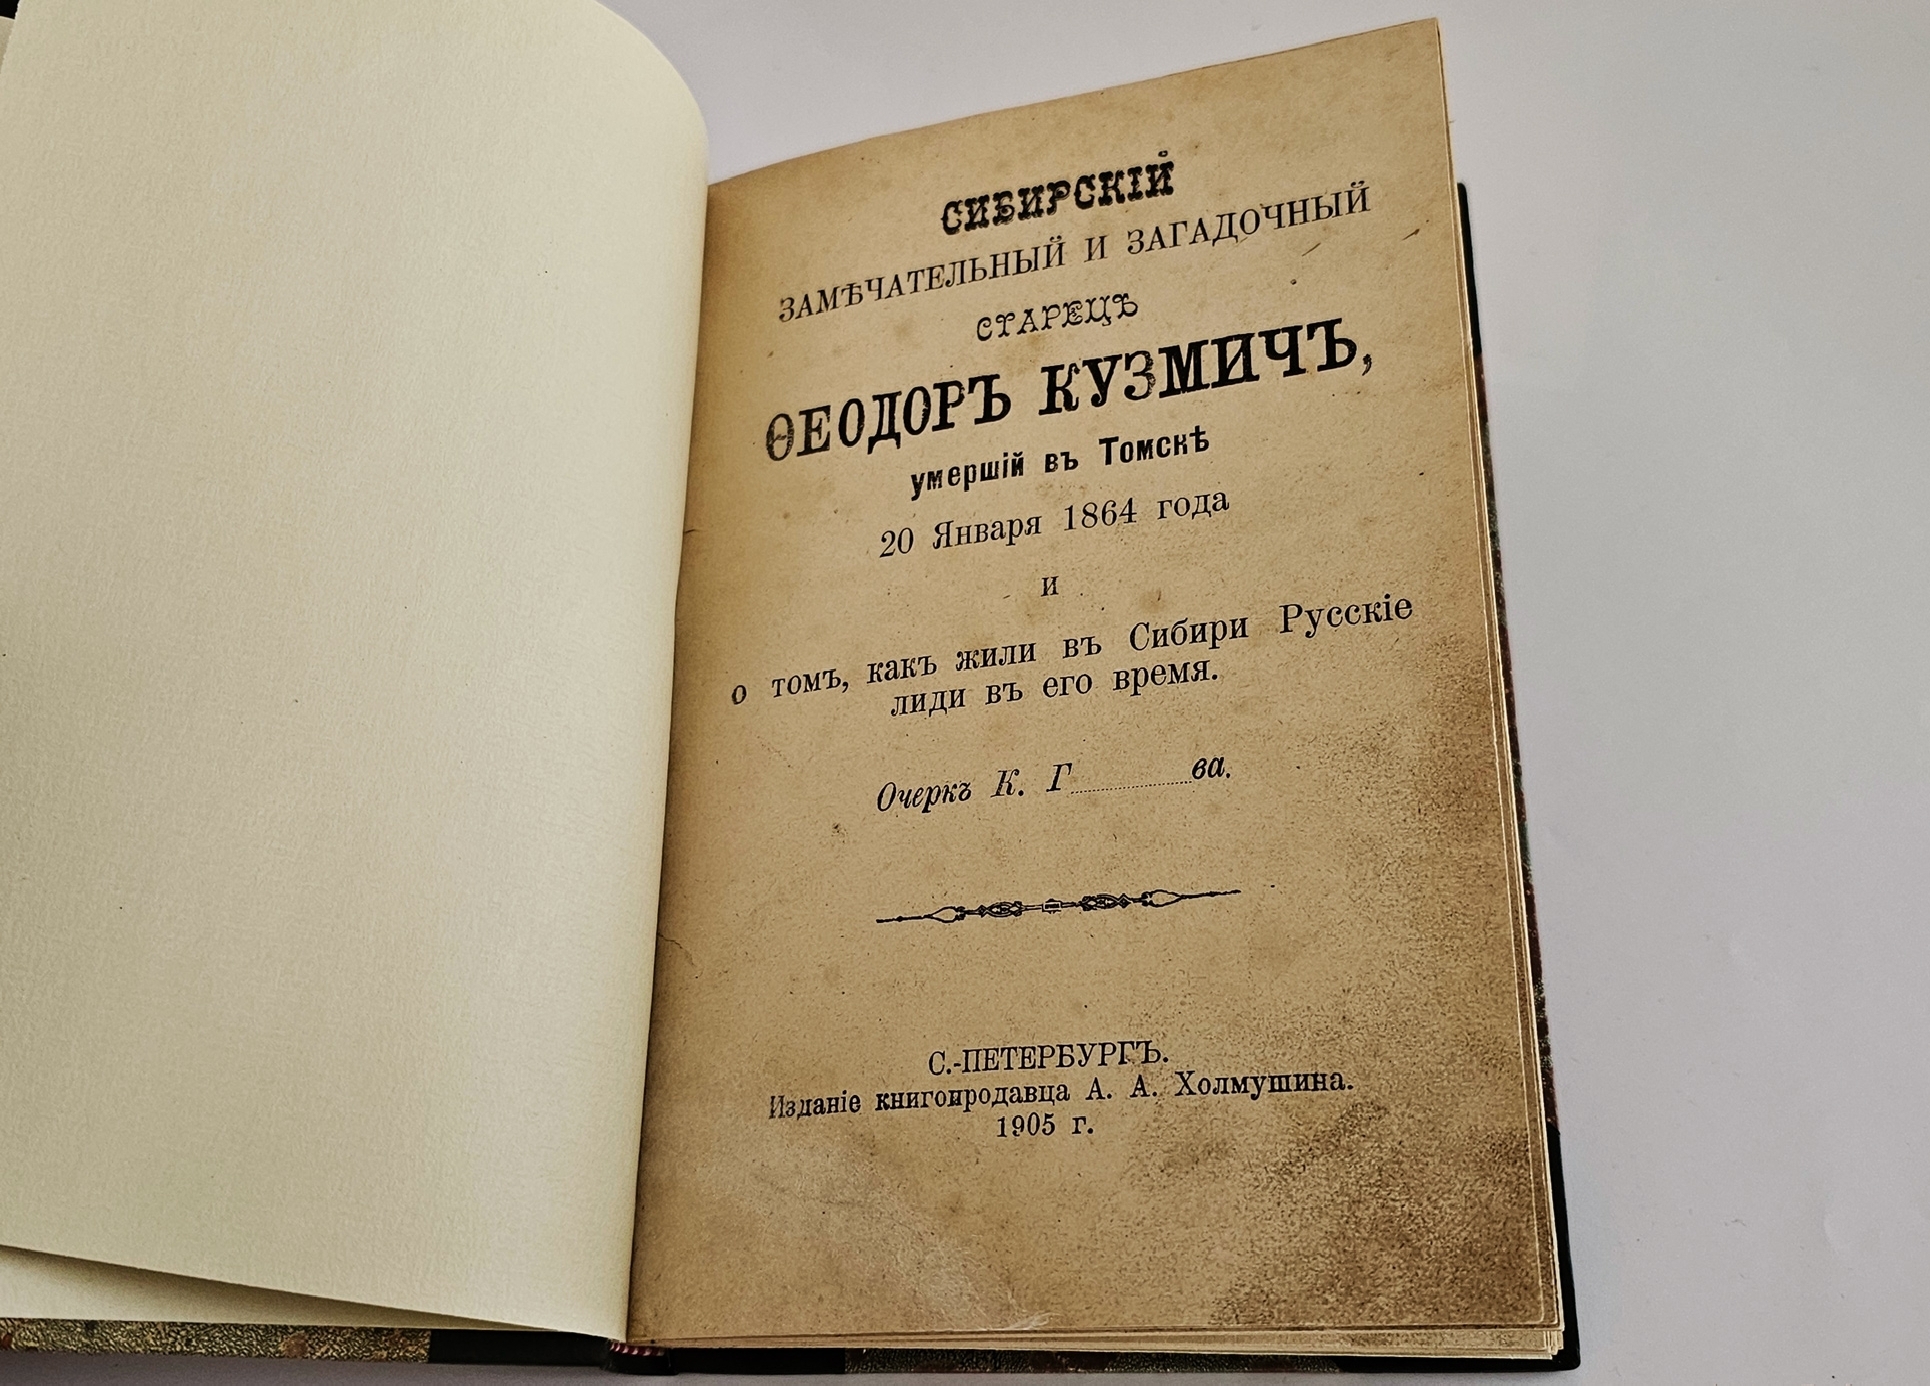 СИБИРСКІЙ
ЗАМѢЧАТЕЛЬНЫЙ И ЗАГАДОЧНЫЙ
СТАРЕЦЪ
ѲЕОДОРЪ КУЗМИЧЪ,
умершій въ Томскѣ
20 Января 1864 года
и
о томъ, какъ жили въ Сибири Русскіе
лиди въ его время.
Очеркъ К. Г..........ва.
С.-ПЕТЕРБУРГЪ.
Изданіе книгопродавца А. А. Холмушина.
1905 г.